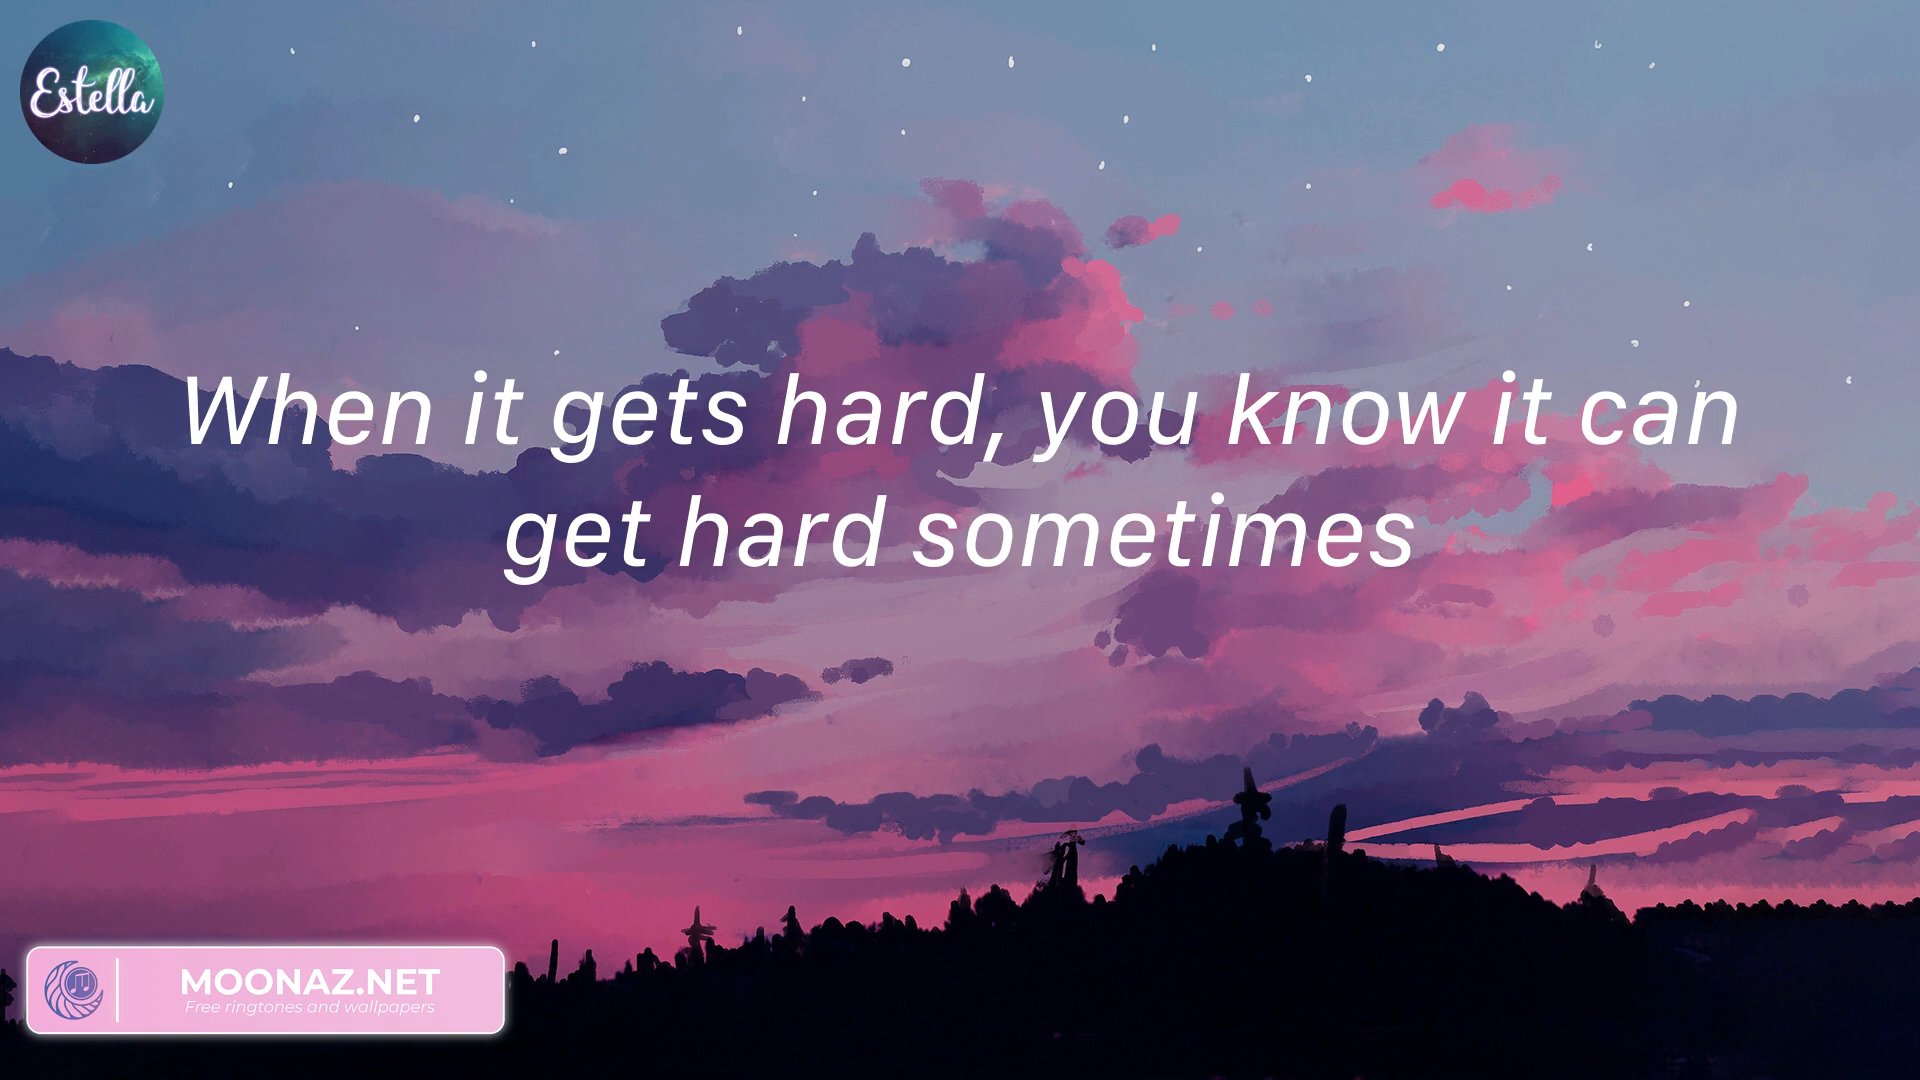 Estella
When it gets hard, you know it can
get hard sometimes
MOONAZ.NET
Free ringtones and wallpapers